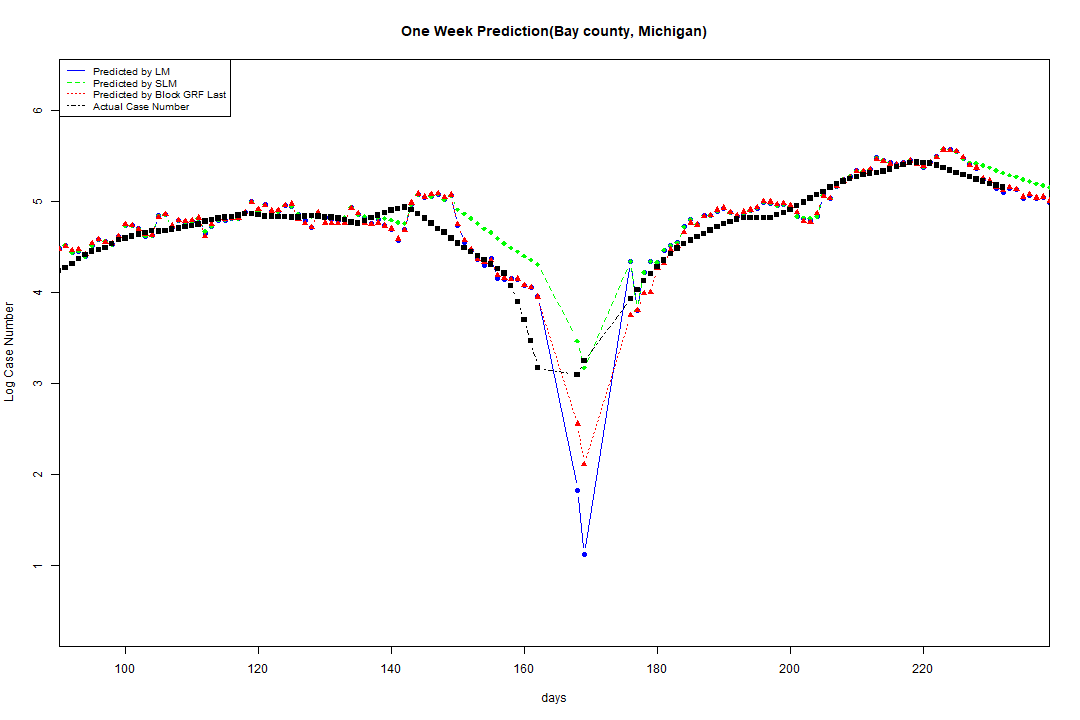 One Week Prediction(Bay county, Michigan)
Predicted by LM
Predicted by SLM
Predicted by Block GRF Last
Actual Case Number
6
5
4
3
2
1
Log Case Number
100 120 140 160 180 200 220
days